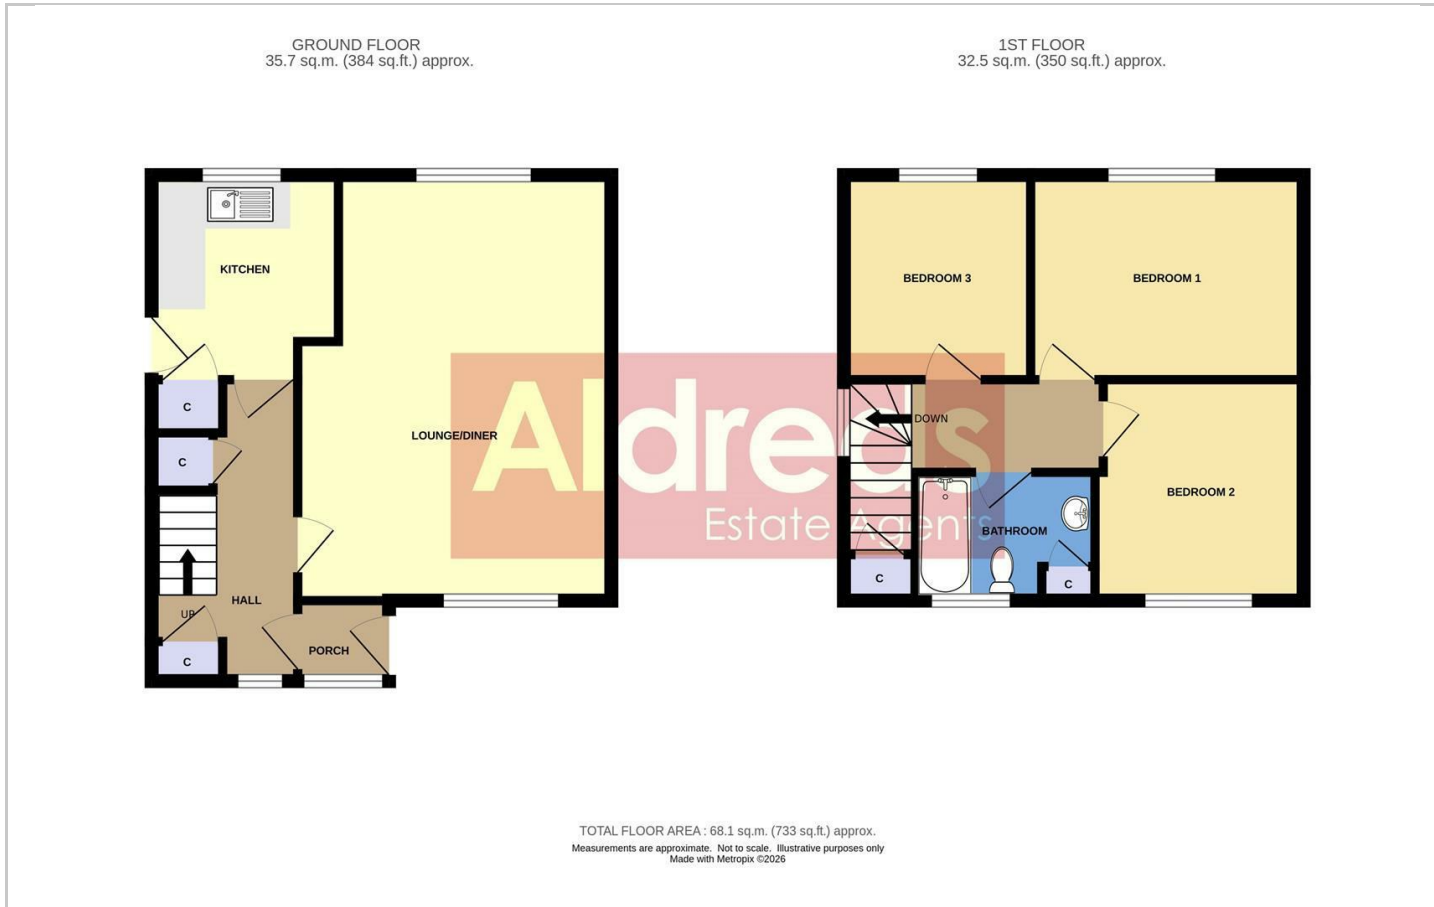 GROUND FLOOR
35.7 sq.m. (384 sq.ft.) approx.
1ST FLOOR
32.5 sq.m. (350 sq.ft.) approx.
KITCHEN
C
C
LOUNGE/DINER
HALL
UP
C
PORCH
BEDROOM 3
BEDROOM 1
DOWN
BEDROOM 2
BATHROOM
C
C
Aldreds
Estate Agents
TOTAL FLOOR AREA : 68.1 sq.m. (733 sq.ft.) approx.
Measurements are approximate. Not to scale. Illustrative purposes only
Made with Metropix ©2026